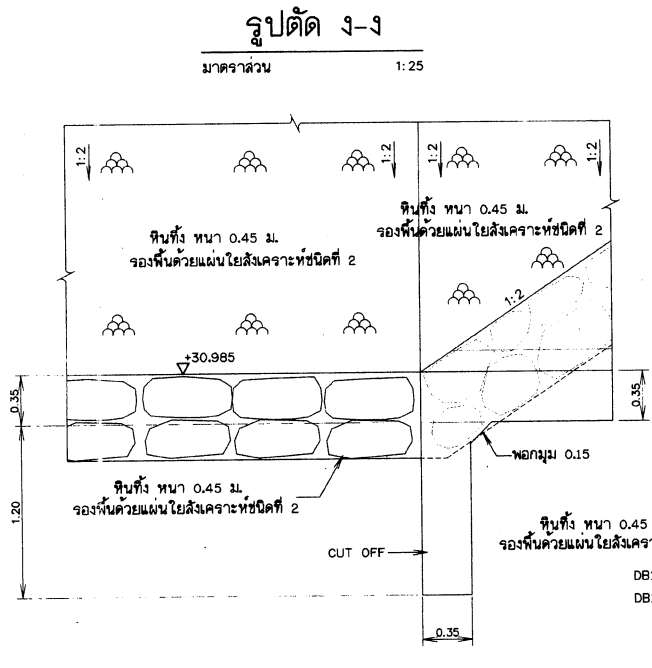 รูปตัด ง-ง
มาตราส่วน 1:25
1:2
1:2
1:2
1:2
หินทิ้ง หนา 0.45 ม.
รองพื้นด้วยแผ่นใยสังเคราะห์ชนิดที่ 2
หินทิ้ง หนา 0.45 ม.
รองพื้นด้วยแผ่นใยสังเคราะห์ชนิดที่ 2
1:2
+30.985
0.35
0.35
พอกมุม 0.15
1.20
หินทิ้ง หนา 0.45 ม.
รองพื้นด้วยแผ่นใยสังเคราะห์ชนิดที่ 2
หินทิ้ง หนา 0.45
รองพื้นด้วยแผ่นใยสังเครา
CUT OFF
DB
DB
0.35